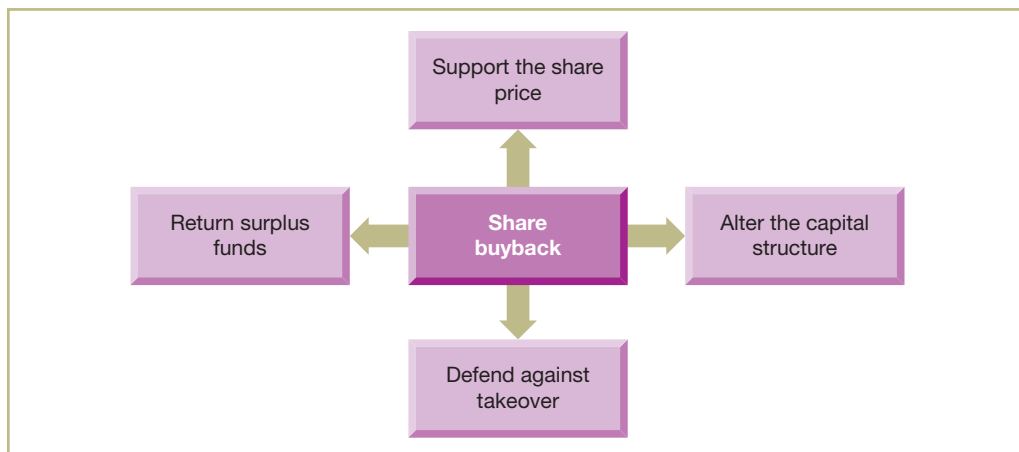 Support the share
price
Return surplus
funds
Share
buyback
Alter the capital
structure
Defend against
takeover